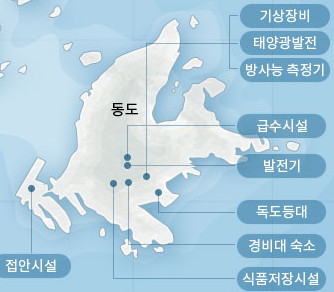 기상장비
태양광발전
방사능 측정기
동도
급수시설
발전기
독도등대
경비대 숙소
접안시설
식품저장시설